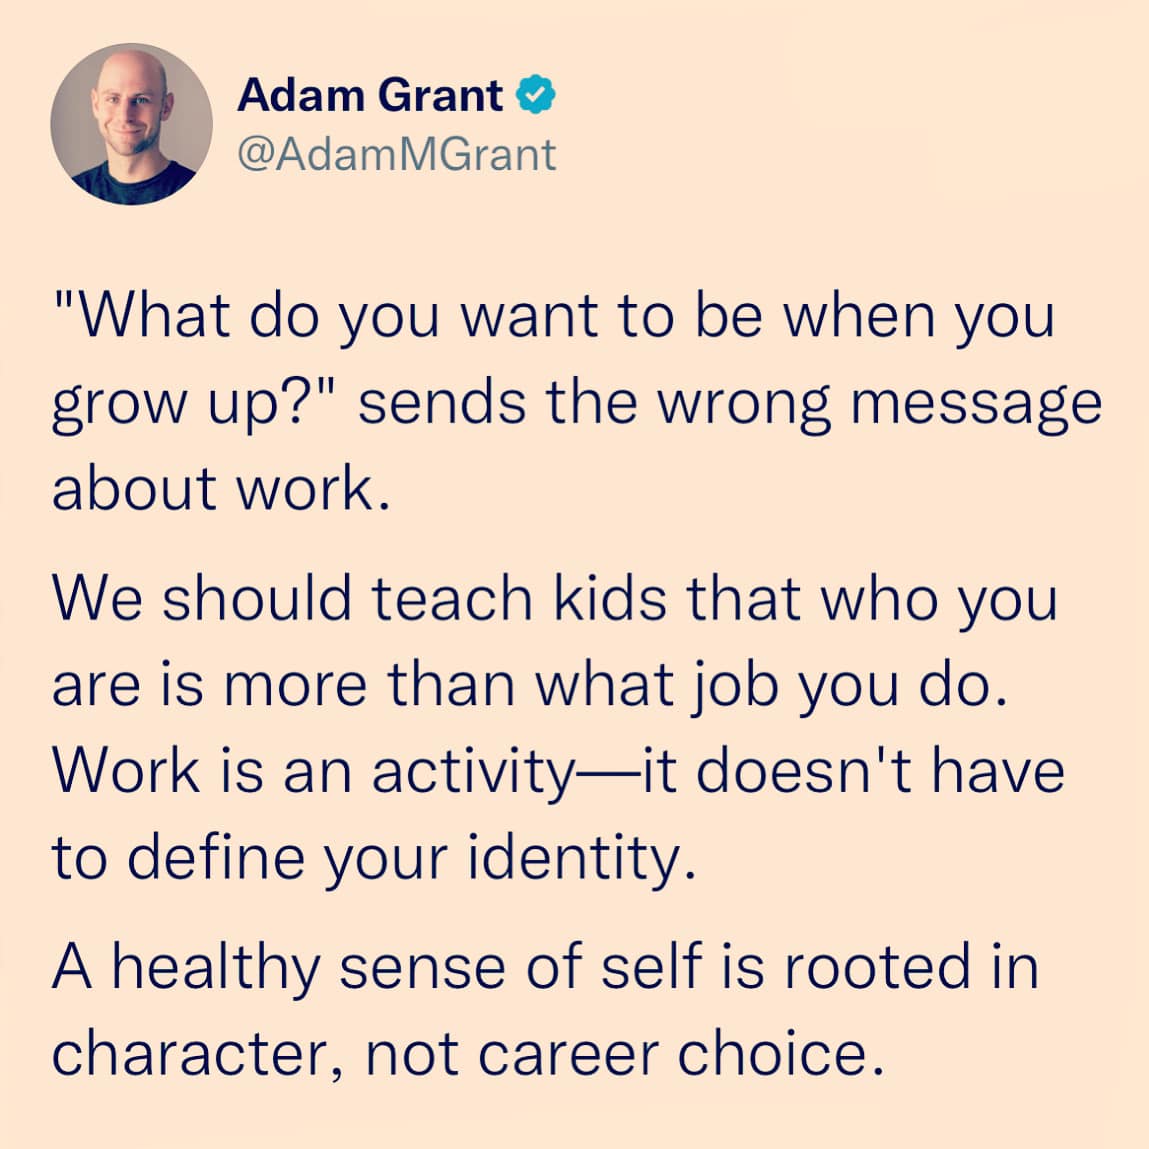 Adam Grant
@AdamMGrant
"What do you want to be when you
grow up?" sends the wrong message
about work.
We should teach kids that who you
are is more than what job you do.
Work is an activity—it doesn't have
to define your identity.
A healthy sense of self is rooted in
character, not career choice.